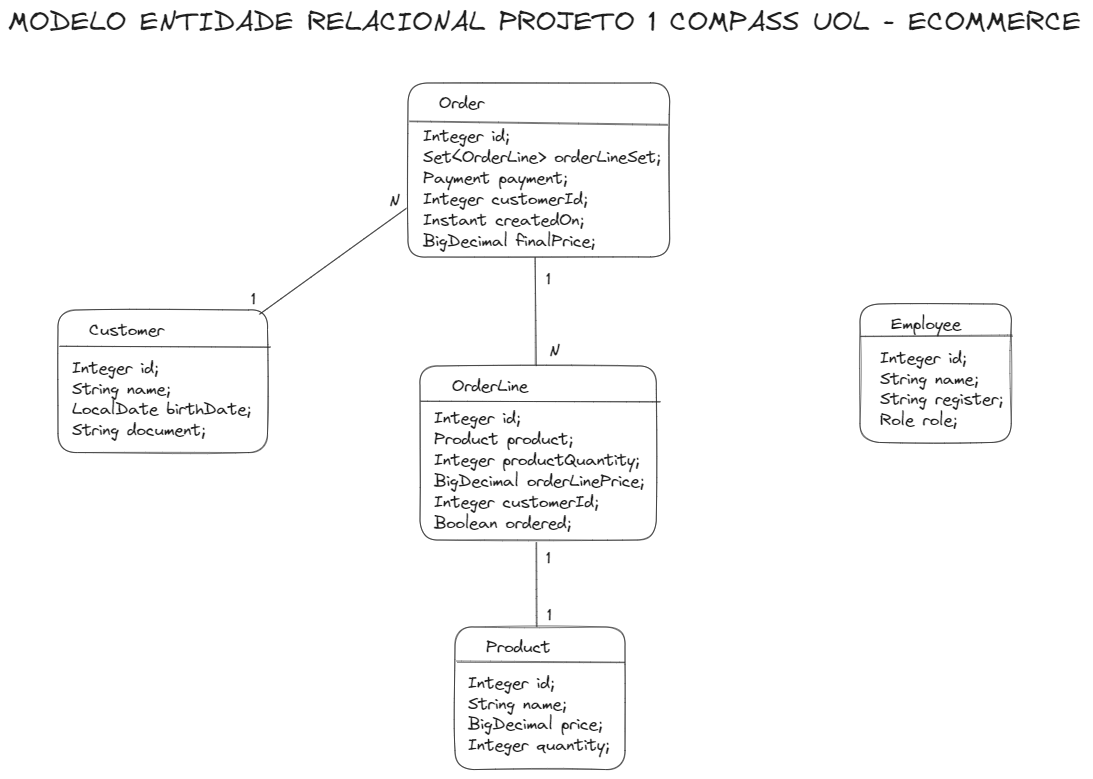 MODELO ENTIDADE RELACIONAL PROJETO 1 COMPASS UOL - ECOMMERCE
Order
Integer id;
Set<OrderLine> orderLineSet;
Payment payment;
Integer customerId;
Instant createdOn;
BigDecimal finalPrice;
N
1
1
N
Customer
Integer id;
String name;
LocalDate birthDate;
String document;
OrderLine
Integer id;
Product product;
Integer productQuantity;
BigDecimal orderLinePrice;
Integer customerId;
Boolean ordered;
Employee
Integer id;
String name;
String register;
Role role;
1
1
Product
Integer id;
String name;
BigDecimal price;
Integer quantity;